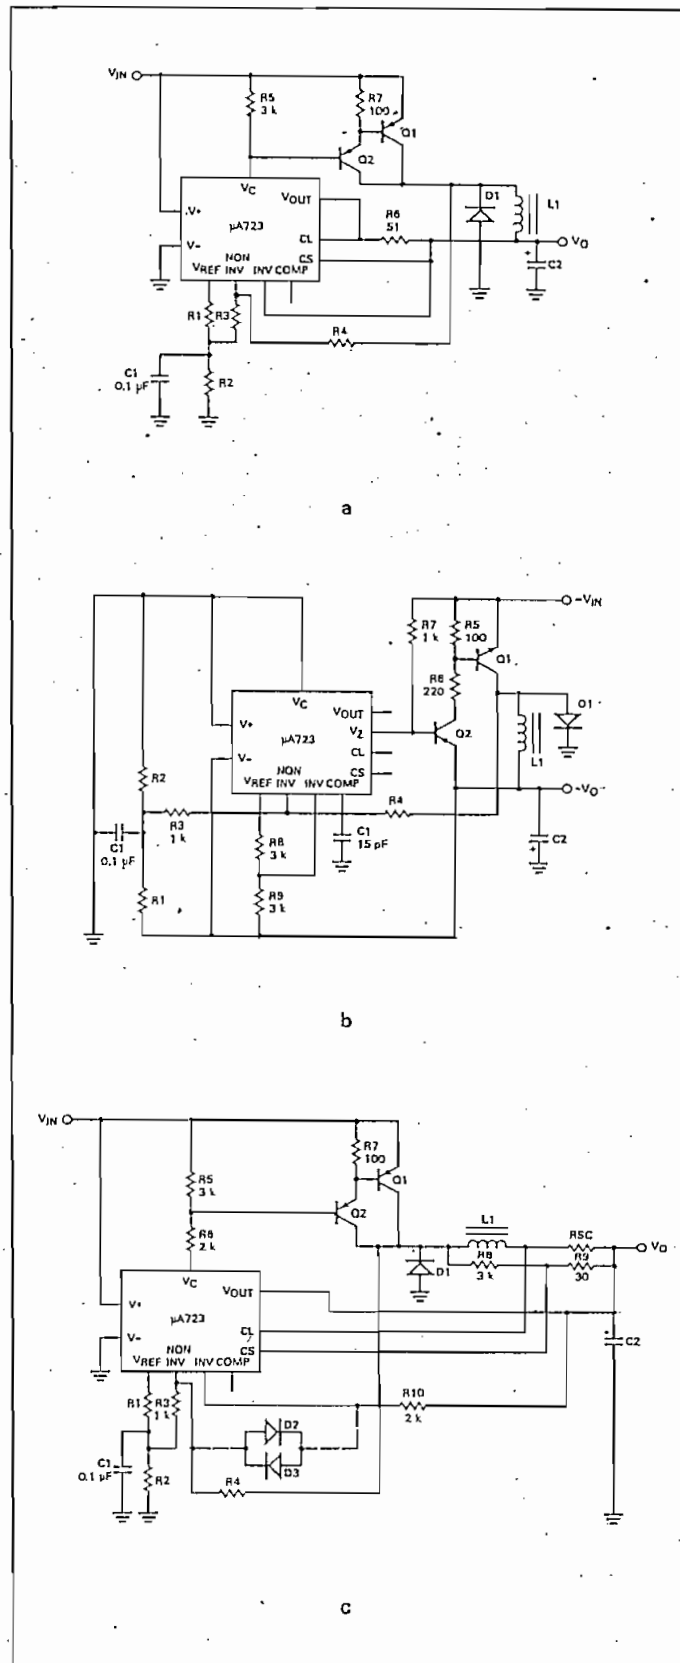 VIN
R5
3 k
R7
100
Q1
Q2
VC
VOUT
V+
μA723
CL
CS
V−
NON
VREF INV INV COMP
R6
51
D1
L1
VO
C2
R1
R3
R4
C1
0.1 μF
R2
a
−VIN
R7
1 k
R5
100
Q1
R6
220
VC
VOUT
V+
VZ
Q2
μA723
L1
V−
CL
CS
NON
VREF INV INV COMP
−VO
R2
R3
1 k
R4
C1
0.1 μF
R8
3 k
C1
15 pF
C2
R1
R9
3 k
b
VIN
R7
100
R5
3 k
Q1
Q2
R6
2 k
L1
RSC
VO
R8
3 k
R9
30
D1
VC
VOUT
V+
μA723
CL
CS
V−
NON
VREF INV INV COMP
C2
R1
R3
1 k
R10
2 k
D2
D3
C1
0.1 μF
R2
R4
c